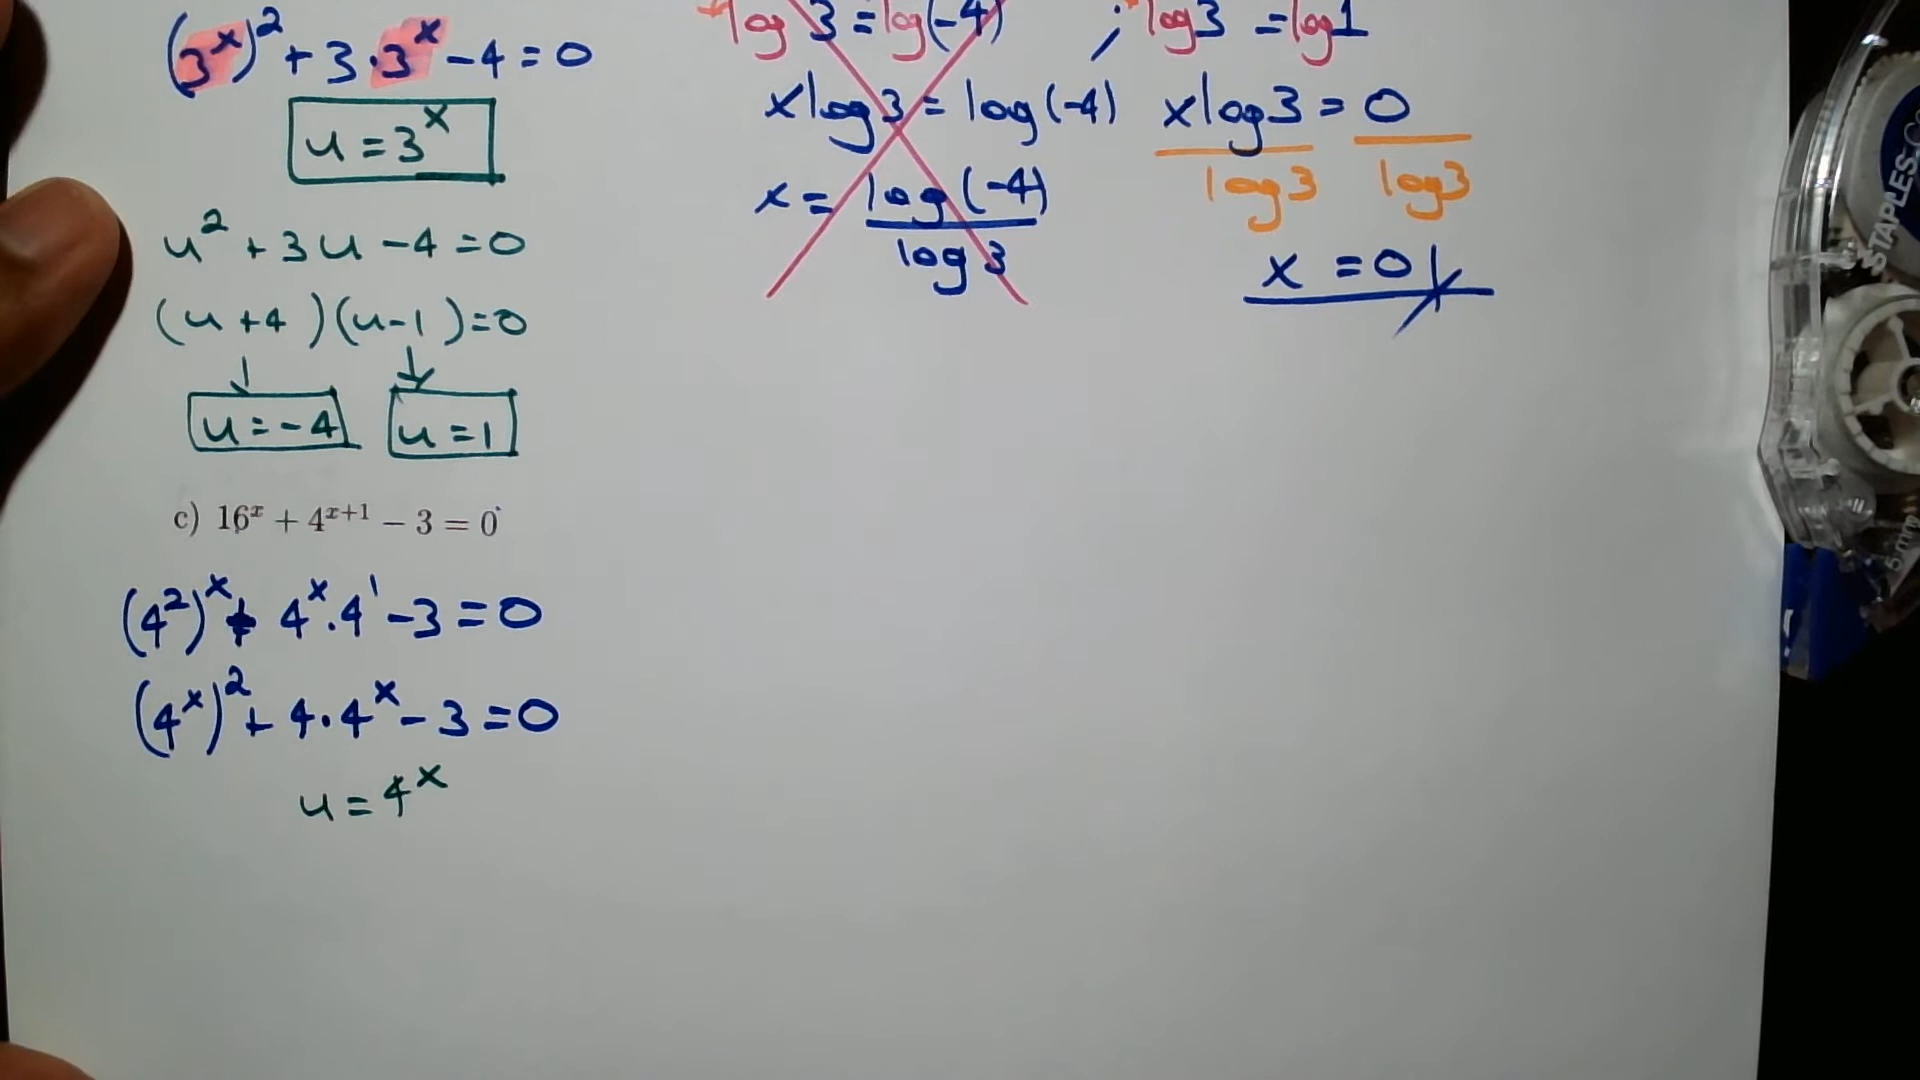 (3^x)^2 + 3·3^x - 4 = 0
u = 3^x
u^2 + 3u - 4 = 0
(u + 4)(u - 1) = 0
u = -4
u = 1
c) 16^x + 4^{x+1} - 3 = 0
(4^2)^x + 4^x · 4^1 - 3 = 0
(4^x)^2 + 4 · 4^x - 3 = 0
u = 4^x
log 3 = log(-4)
x log 3 = log(-4)
x = log(-4) / log 3
log 3 = log 1
x log 3 = 0
log 3 log 3
x = 0
STAPLES
5 mm